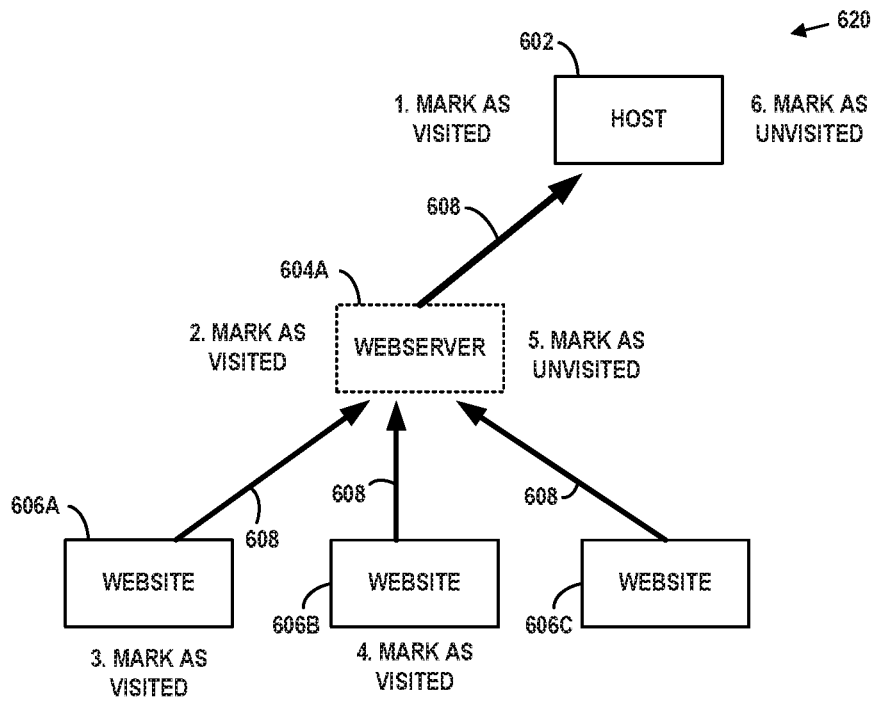 620
602
1. MARK AS
VISITED
HOST
6. MARK AS
UNVISITED
608
604A
2. MARK AS
VISITED
WEBSERVER
5. MARK AS
UNVISITED
606A
608
608
608
WEBSITE
WEBSITE
WEBSITE
606B
606C
3. MARK AS
VISITED
4. MARK AS
VISITED